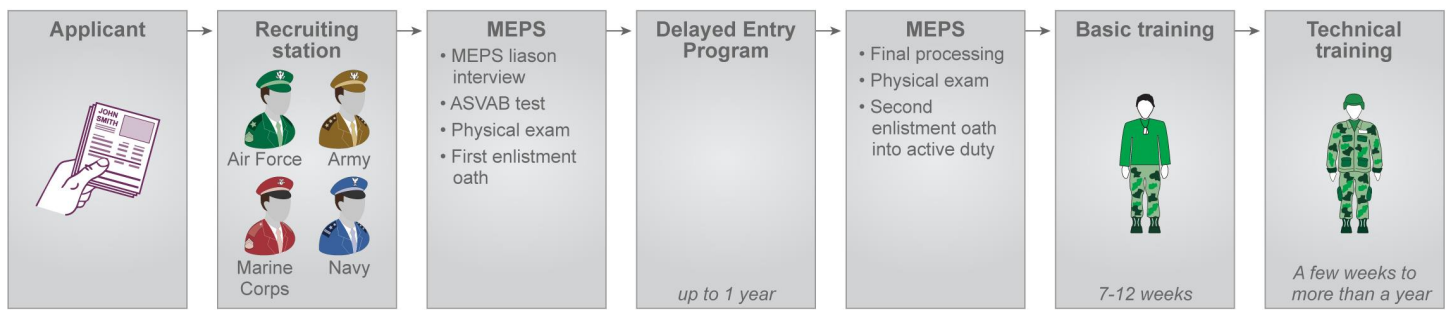 Applicant
JOHN
SMITH
Recruiting
station
Air Force
Army
Marine
Corps
Navy
MEPS
• MEPS liason
interview
• ASVAB test
• Physical exam
• First enlistment
oath
Delayed Entry
Program
up to 1 year
MEPS
• Final processing
• Physical exam
• Second
enlistment oath
into active duty
Basic training
7-12 weeks
Technical
training
A few weeks to
more than a year